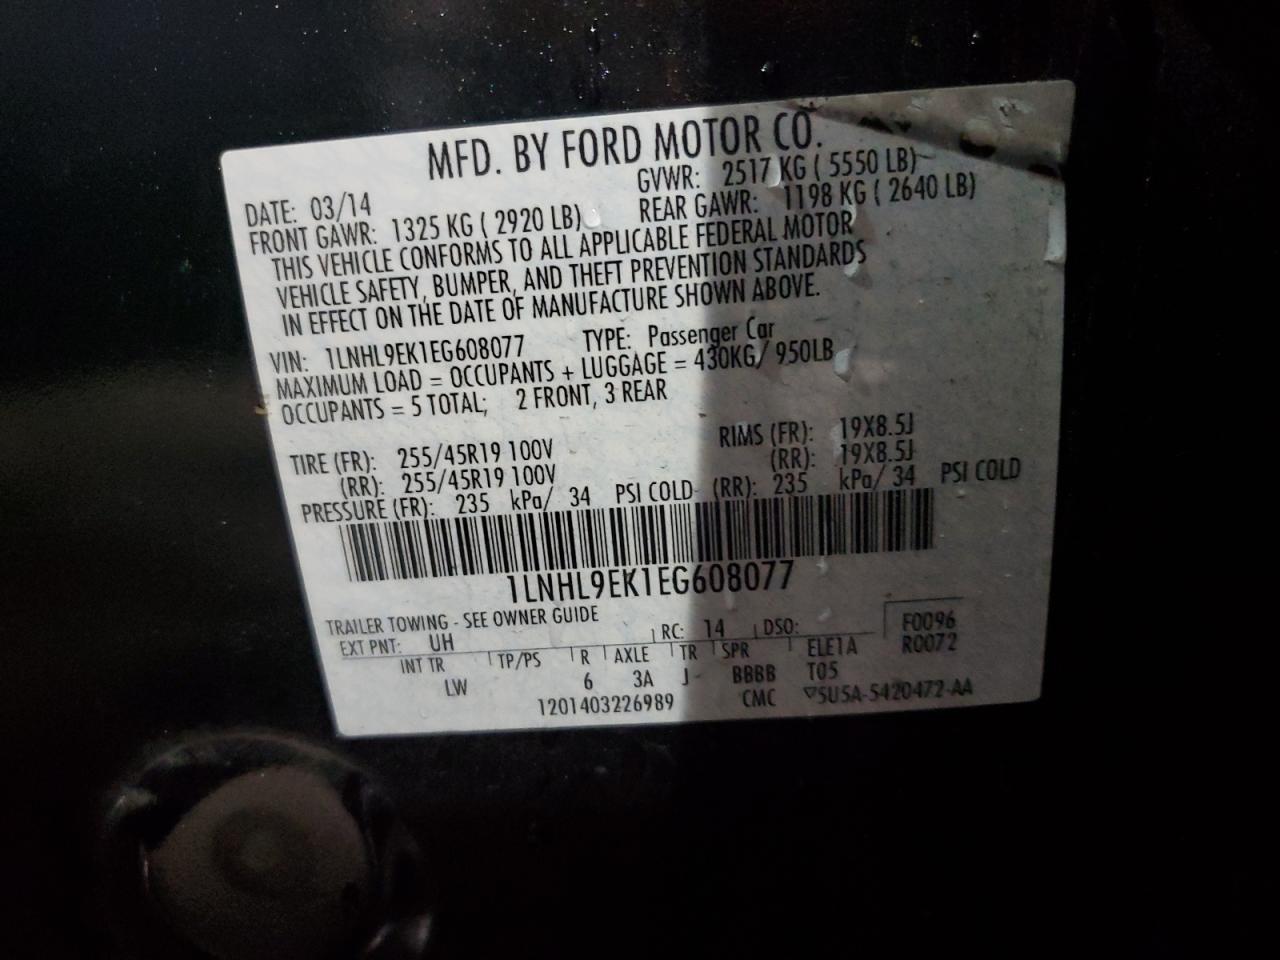 MFD. BY FORD MOTOR CO.
DATE: 03/14 GVWR: 2517 KG ( 5550 LB)
FRONT GAWR: 1325 KG ( 2920 LB) REAR GAWR: 1198 KG ( 2640 LB)
THIS VEHICLE CONFORMS TO ALL APPLICABLE FEDERAL MOTOR
VEHICLE SAFETY, BUMPER, AND THEFT PREVENTION STANDARDS
IN EFFECT ON THE DATE OF MANUFACTURE SHOWN ABOVE.
VIN: 1LNHL9EK1EG608077 TYPE: Passenger Car
MAXIMUM LOAD = OCCUPANTS + LUGGAGE = 430KG/ 950LB
OCCUPANTS = 5 TOTAL; 2 FRONT, 3 REAR
TIRE (FR): 255/45R19 100V RIMS (FR): 19X8.5J
(RR): 255/45R19 100V (RR): 19X8.5J
PRESSURE (FR): 235 kPa/ 34 PSI COLD (RR): 235 kPa/ 34 PSI COLD
1LNHL9EK1EG608077
TRAILER TOWING - SEE OWNER GUIDE
EXT PNT: UH RC: 14 DSO: F0096
R0072
INT TR TP/PS R AXLE TR SPR ELE1A
LW 6 3A J BBBB T05
1201403226989 CMC ▽5U5A-5420472-AA